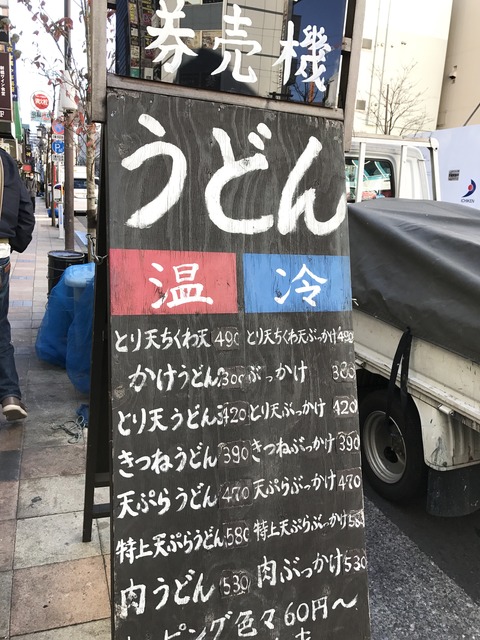 券売機
うどん
温 冷
とり天ちくわ天 490 とり天ちくわ天ぶっかけ 490
かけうどん 300 ぶっかけ 300
とり天うどん 420 とり天ぶっかけ 420
きつねうどん 390 きつねぶっかけ 390
天ぷらうどん 470 天ぷらぶっかけ 470
特上天ぷらうどん 580 特上天ぷらぶっかけ 580
肉うどん 530 肉ぶっかけ 530
トッピング色々60円〜
ICHIKEN